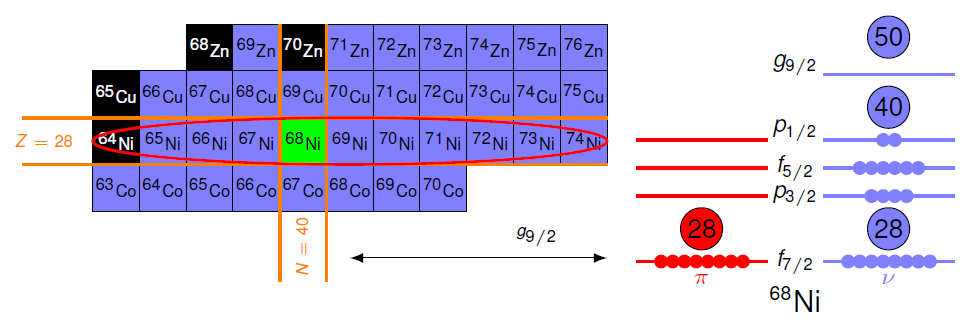 ⁶⁸Zn ⁶⁹Zn ⁷⁰Zn ⁷¹Zn ⁷²Zn ⁷³Zn ⁷⁴Zn ⁷⁵Zn ⁷⁶Zn
⁶⁵Cu ⁶⁶Cu ⁶⁷Cu ⁶⁸Cu ⁶⁹Cu ⁷⁰Cu ⁷¹Cu ⁷²Cu ⁷³Cu ⁷⁴Cu ⁷⁵Cu
Z = 28
⁶⁴Ni ⁶⁵Ni ⁶⁶Ni ⁶⁷Ni ⁶⁸Ni ⁶⁹Ni ⁷⁰Ni ⁷¹Ni ⁷²Ni ⁷³Ni ⁷⁴Ni
⁶³Co ⁶⁴Co ⁶⁵Co ⁶⁶Co ⁶⁷Co ⁶⁸Co ⁶⁹Co ⁷⁰Co
N = 40
g9/2
50
g9/2
40
p1/2
f5/2
p3/2
28 28
f7/2
π ν
⁶⁸Ni